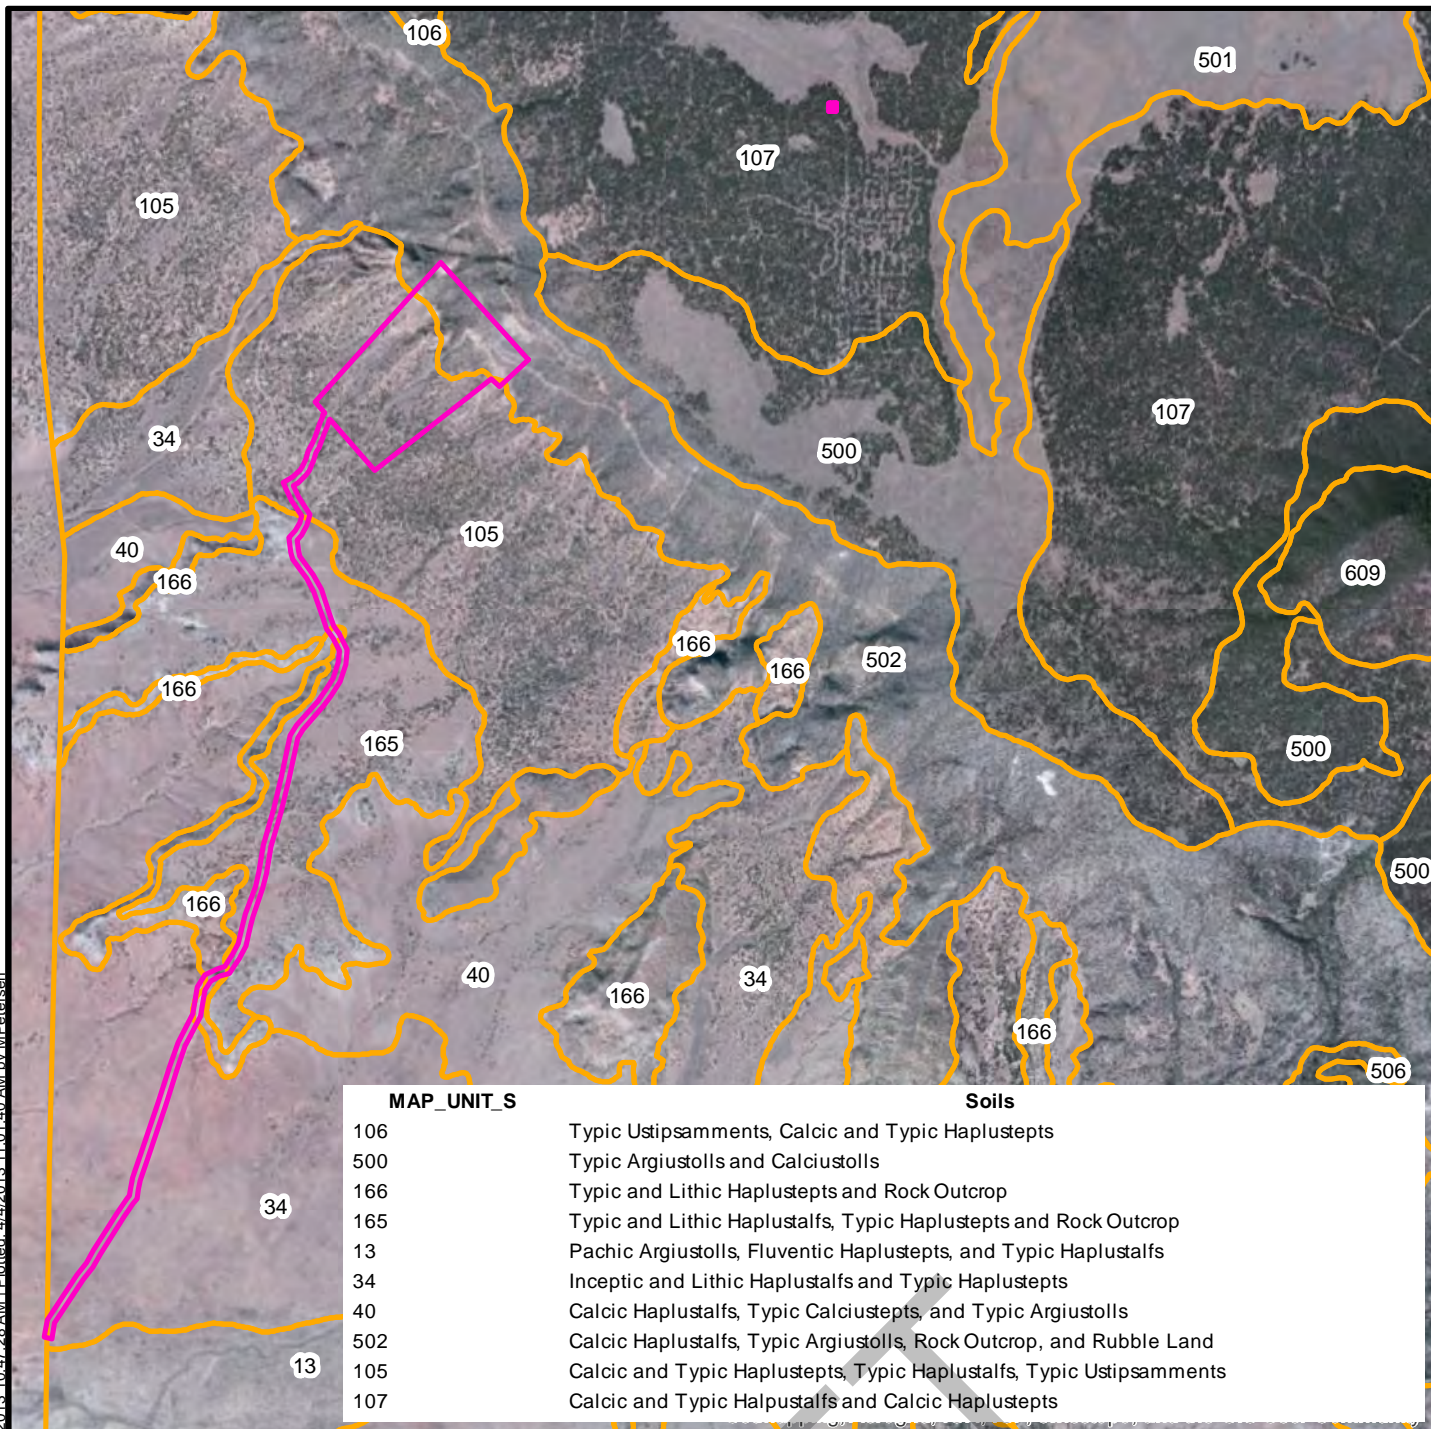 106
501
107
105
107
34
500
105
40
166
609
166
502
166
166
165
500
500
166
40
34
166
166
506
34
13
MAP_UNIT_S Soils
106 Typic Ustipsamments, Calcic and Typic Haplustepts
500 Typic Argiustolls and Calciustolls
166 Typic and Lithic Haplustepts and Rock Outcrop
165 Typic and Lithic Haplustalfs, Typic Haplustepts and Rock Outcrop
13 Pachic Argiustolls, Fluventic Haplustepts, and Typic Haplustalfs
34 Inceptic and Lithic Haplustalfs and Typic Haplustepts
40 Calcic Haplustalfs, Typic Calciustepts, and Typic Argiustolls
502 Calcic Haplustalfs, Typic Argiustolls, Rock Outcrop, and Rubble Land
105 Calcic and Typic Haplustepts, Typic Haplustalfs, Typic Ustipsamments
107 Calcic and Typic Halpustalfs and Calcic Haplustepts